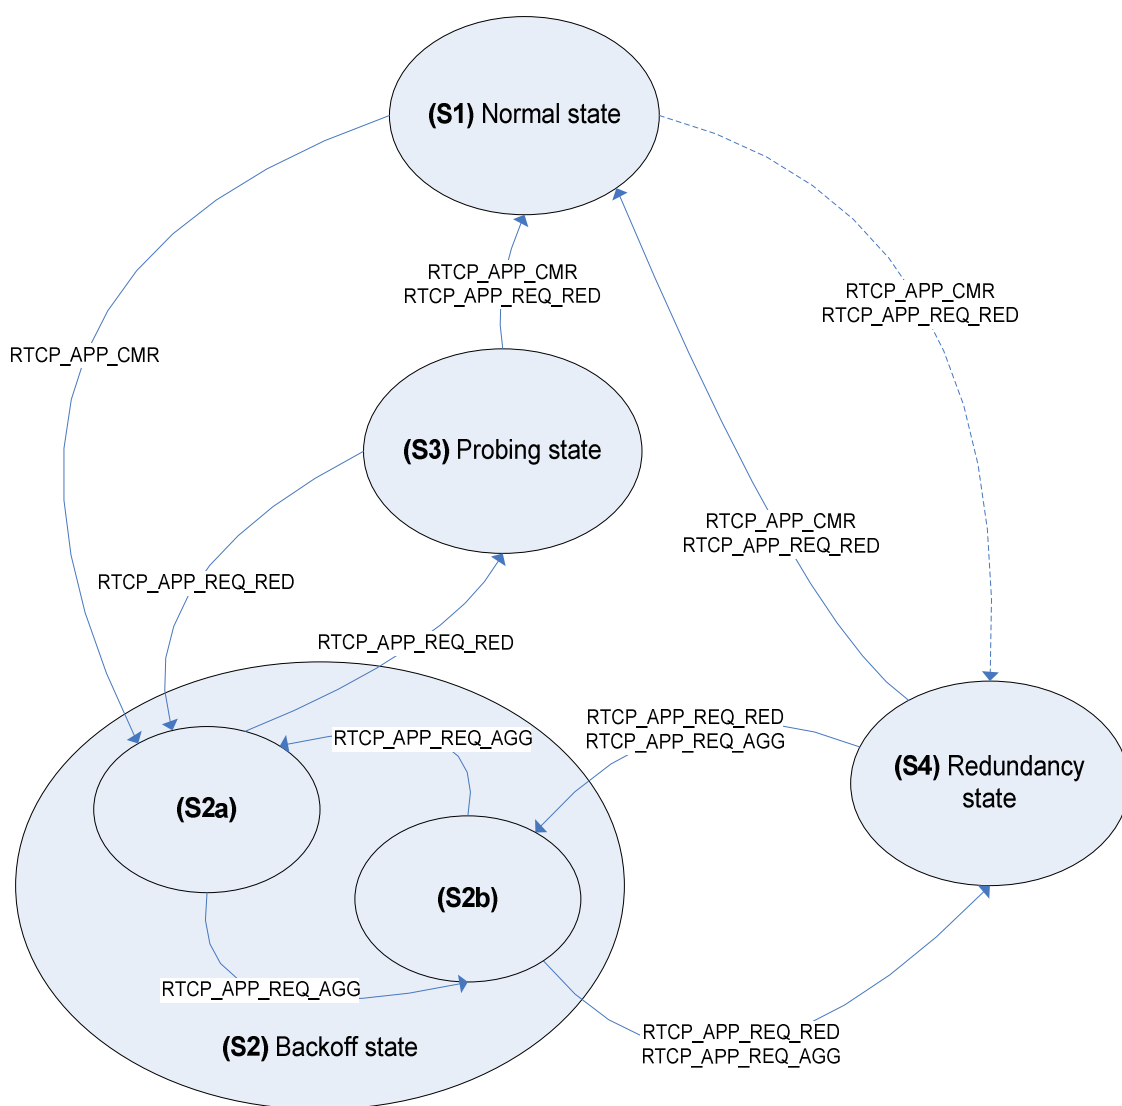 (S1) Normal state
RTCP_APP_CMR
RTCP_APP_REQ_RED
RTCP_APP_CMR
RTCP_APP_REQ_RED
RTCP_APP_CMR
(S3) Probing state
RTCP_APP_CMR
RTCP_APP_REQ_RED
RTCP_APP_REQ_RED
RTCP_APP_REQ_RED
RTCP_APP_REQ_RED
RTCP_APP_REQ_AGG
RTCP_APP_REQ_AGG
(S4) Redundancy
state
(S2a)
(S2b)
RTCP_APP_REQ_AGG
RTCP_APP_REQ_RED
RTCP_APP_REQ_AGG
(S2) Backoff state